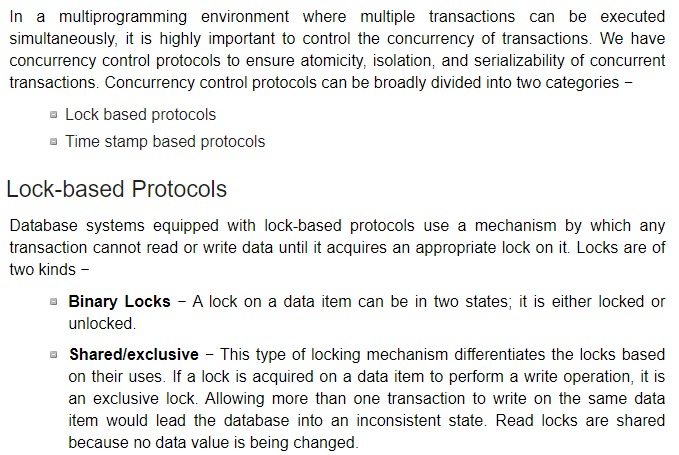 In a multiprogramming environment where multiple transactions can be executed
simultaneously, it is highly important to control the concurrency of transactions. We have
concurrency control protocols to ensure atomicity, isolation, and serializability of concurrent
transactions. Concurrency control protocols can be broadly divided into two categories −
Lock based protocols
Time stamp based protocols
Lock-based Protocols
Database systems equipped with lock-based protocols use a mechanism by which any
transaction cannot read or write data until it acquires an appropriate lock on it. Locks are of
two kinds −
Binary Locks − A lock on a data item can be in two states; it is either locked or
unlocked.
Shared/exclusive − This type of locking mechanism differentiates the locks based
on their uses. If a lock is acquired on a data item to perform a write operation, it is
an exclusive lock. Allowing more than one transaction to write on the same data
item would lead the database into an inconsistent state. Read locks are shared
because no data value is being changed.